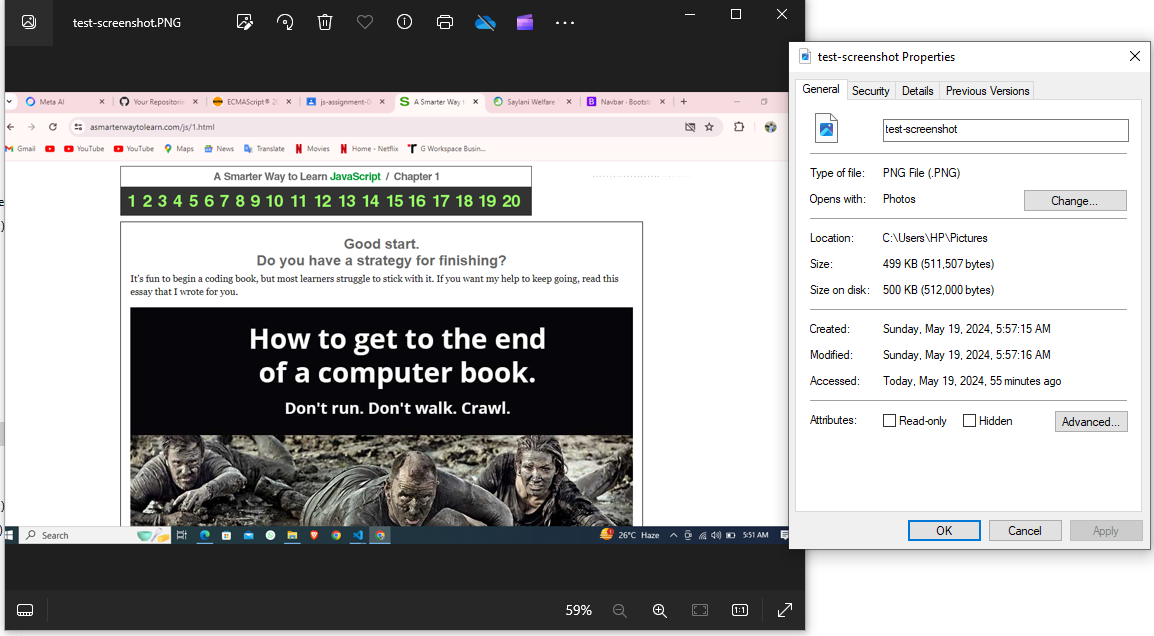 test-screenshot.PNG
Meta AI
Your Repositorie
ECMAScript® 20
js-assignment-0
A Smarter Way t
Saylani Welfare
Navbar · Bootst
asmarterwaytolearn.com/js/1.html
Gmail
YouTube
YouTube
Maps
News
Translate
Movies
Home - Netflix
G Workspace Busin...
A Smarter Way to Learn JavaScript / Chapter 1
1 2 3 4 5 6 7 8 9 10 11 12 13 14 15 16 17 18 19 20
Good start.
Do you have a strategy for finishing?
It's fun to begin a coding book, but most learners struggle to stick with it. If you want my help to keep going, read this
essay that I wrote for you.
How to get to the end
of a computer book.
Don't run. Don't walk. Crawl.
Search
26°C Haze
5:51 AM
59%
1:1
test-screenshot Properties
General
Security
Details
Previous Versions
test-screenshot
Type of file: PNG File (.PNG)
Opens with: Photos
Change...
Location: C:\Users\HP\Pictures
Size: 499 KB (511,507 bytes)
Size on disk: 500 KB (512,000 bytes)
Created: Sunday, May 19, 2024, 5:57:15 AM
Modified: Sunday, May 19, 2024, 5:57:16 AM
Accessed: Today, May 19, 2024, 55 minutes ago
Attributes: Read-only Hidden
Advanced...
OK
Cancel
Apply